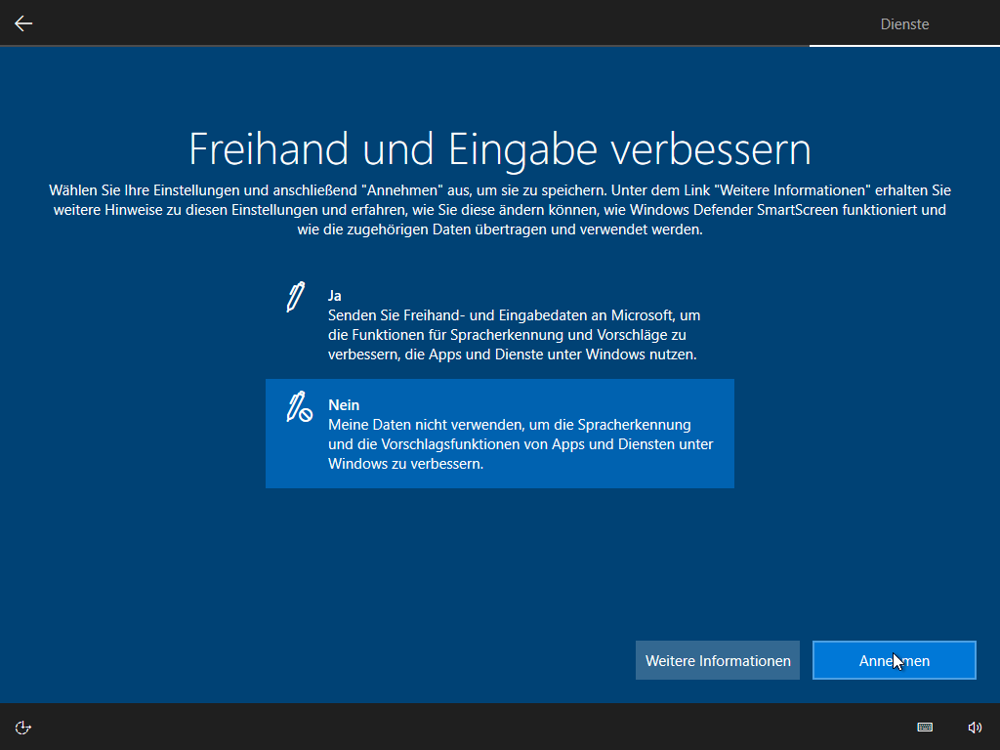 Dienste
Freihand und Eingabe verbessern
Wählen Sie Ihre Einstellungen und anschließend "Annehmen" aus, um sie zu speichern. Unter dem Link "Weitere Informationen" erhalten Sie
weitere Hinweise zu diesen Einstellungen und erfahren, wie Sie diese ändern können, wie Windows Defender SmartScreen funktioniert und
wie die zugehörigen Daten übertragen und verwendet werden.
Ja
Senden Sie Freihand- und Eingabedaten an Microsoft, um
die Funktionen für Spracherkennung und Vorschläge zu
verbessern, die Apps und Dienste unter Windows nutzen.
Nein
Meine Daten nicht verwenden, um die Spracherkennung
und die Vorschlagsfunktionen von Apps und Diensten unter
Windows zu verbessern.
Weitere Informationen
Annehmen